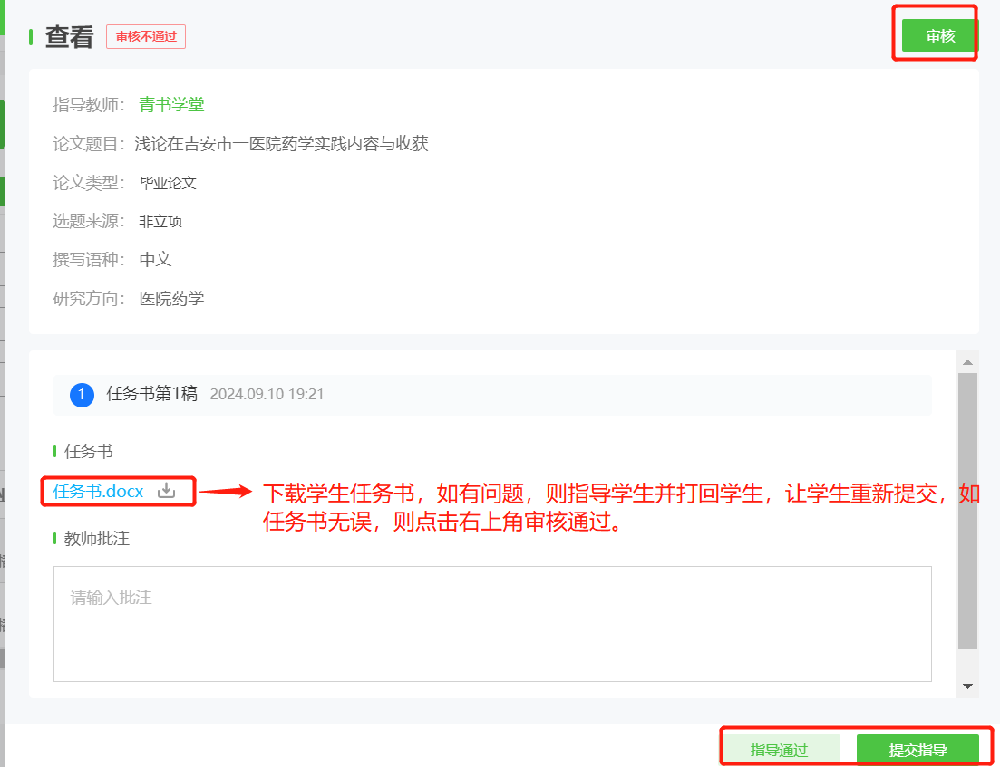 查看 审核不通过 审核
指导教师： 青书学堂
论文题目：浅论在吉安市一医院药学实践内容与收获
论文类型： 毕业论文
选题来源： 非立项
撰写语种： 中文
研究方向： 医院药学
1 任务书第1稿 2024.09.10 19:21
任务书
任务书.docx
下载学生任务书，如有问题，则指导学生并打回学生，让学生重新提交，如
任务书无误，则点击右上角审核通过。
教师批注
请输入批注
指导通过 提交指导